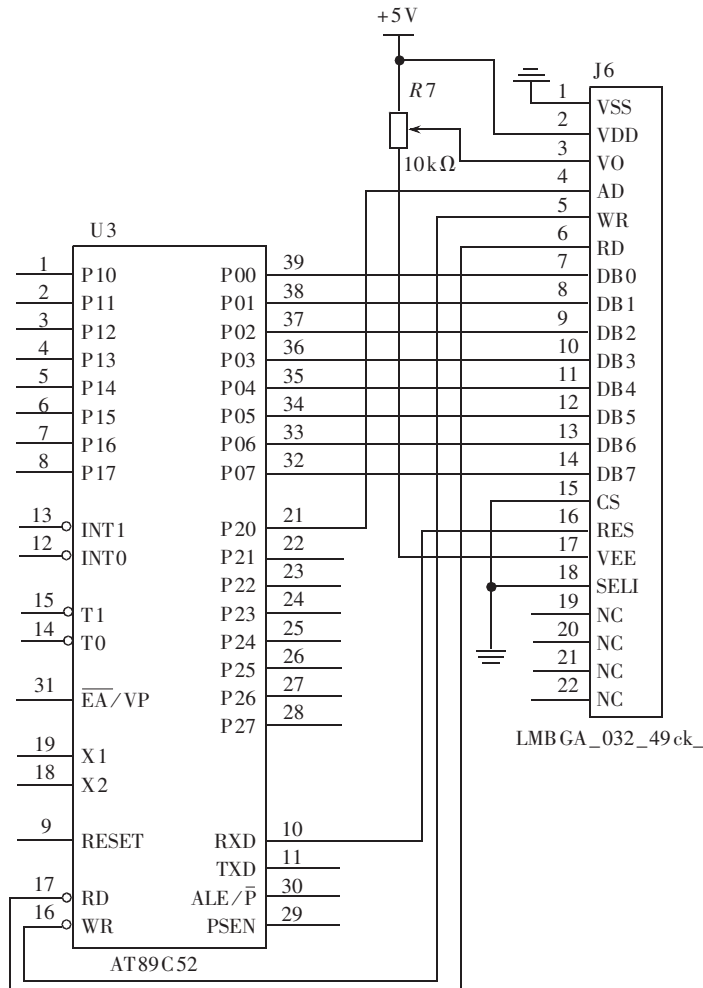 +5V
J6
R7
10kΩ
1 VSS
2 VDD
3 VO
4 AD
5 WR
6 RD
7 DB0
8 DB1
9 DB2
10 DB3
11 DB4
12 DB5
13 DB6
14 DB7
15 CS
16 RES
17 VEE
18 SEL1
19 NC
20 NC
21 NC
22 NC
LMBGA_032_49ck_
U3
1 P10
2 P11
3 P12
4 P13
5 P14
6 P15
7 P16
8 P17
13 INT1
12 INT0
15 T1
14 T0
31 E̅A̅/VP
19 X1
18 X2
9 RESET
17 RD
16 WR
P00 39
P01 38
P02 37
P03 36
P04 35
P05 34
P06 33
P07 32
P20 21
P21 22
P22 23
P23 24
P24 25
P25 26
P26 27
P27 28
RXD 10
TXD 11
ALE/P̅ 30
PSEN 29
AT89C52